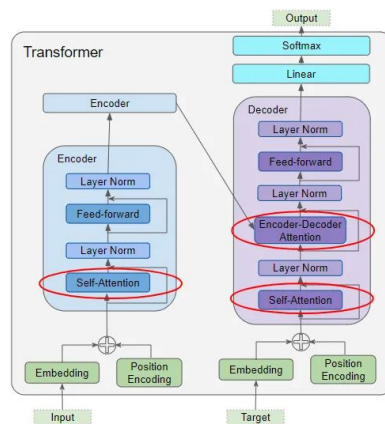 Output
Transformer
Softmax
Linear
Encoder
Encoder
Layer Norm
Feed-forward
Layer Norm
Self-Attention
Embedding
Position
Encoding
Input
Decoder
Layer Norm
Feed-forward
Layer Norm
Encoder-Decoder
Attention
Layer Norm
Self-Attention
Embedding
Position
Encoding
Target